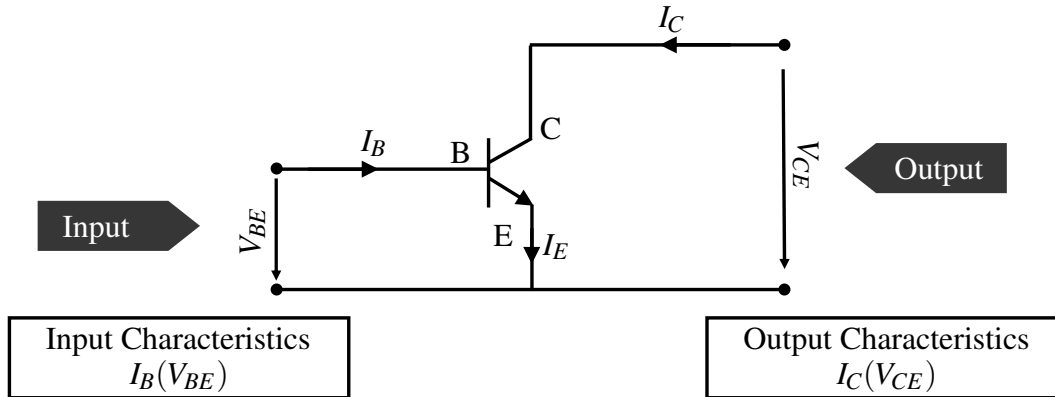 I_C
C
I_B
B
V_CE
Output
Input
V_BE
E
I_E
Input Characteristics
I_B(V_BE)
Output Characteristics
I_C(V_CE)